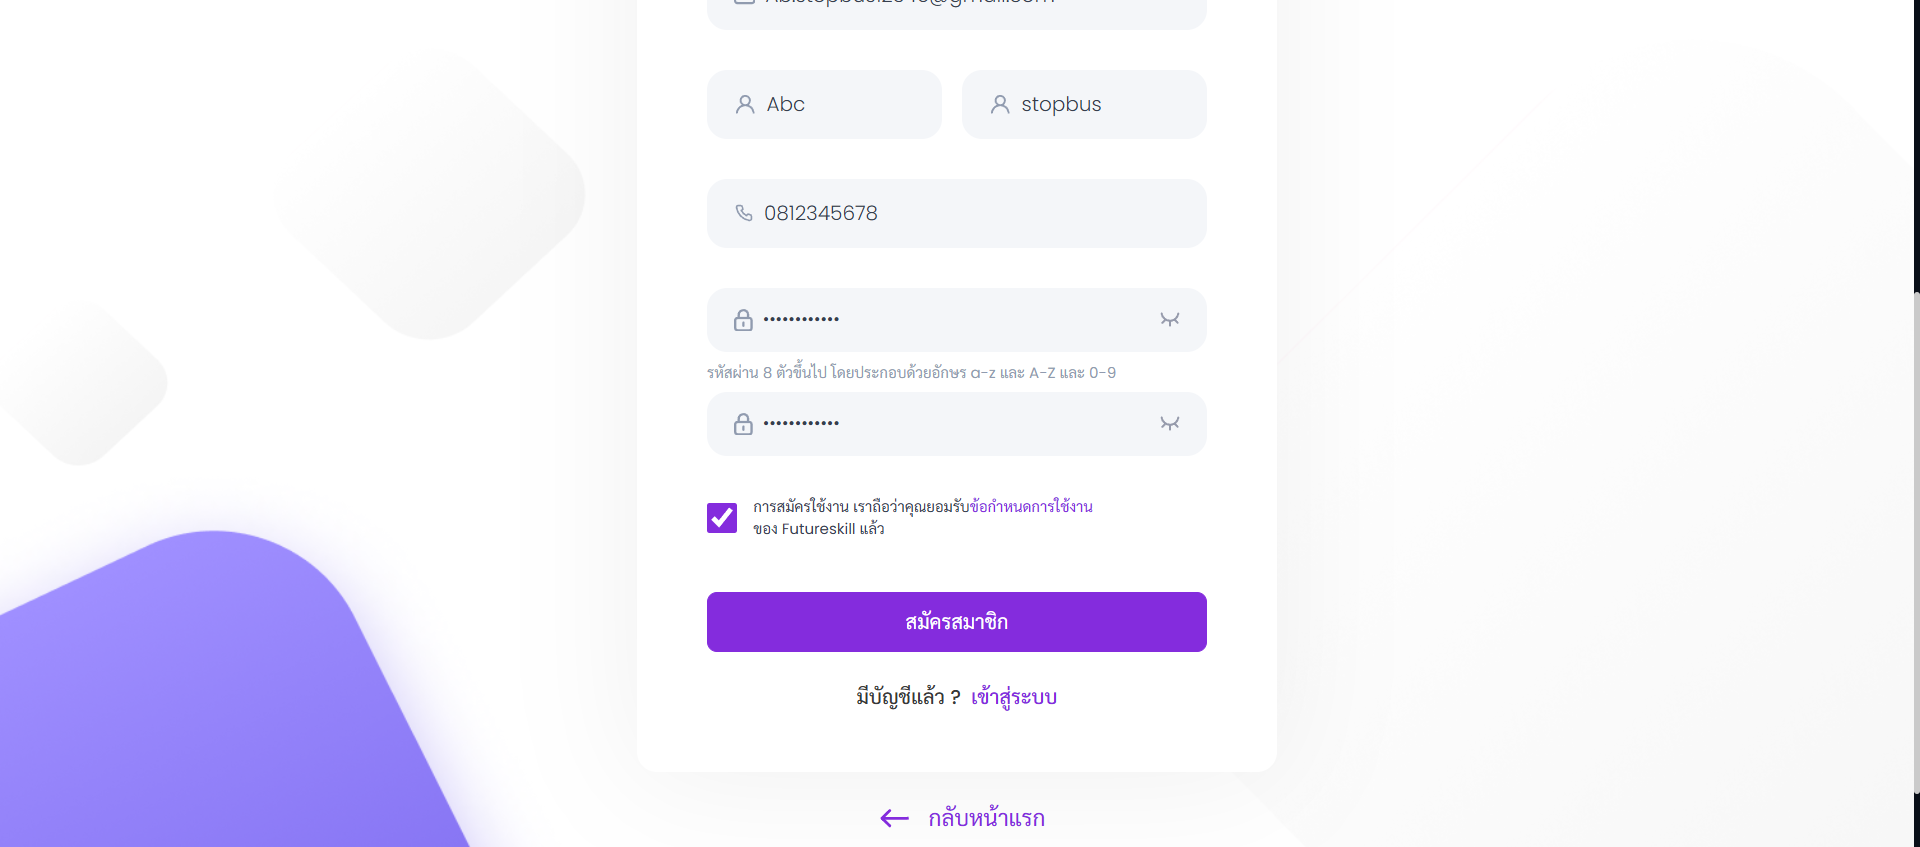 Abc
stopbus
0812345678
••••••••••••
รหัสผ่าน 8 ตัวขึ้นไป โดยประกอบด้วยอักษร a-z และ A-Z และ 0-9
••••••••••••
การสมัครใช้งาน เราถือว่าคุณยอมรับข้อกำหนดการใช้งาน
ของ Futureskill แล้ว
สมัครสมาชิก
มีบัญชีแล้ว ? เข้าสู่ระบบ
กลับหน้าแรก